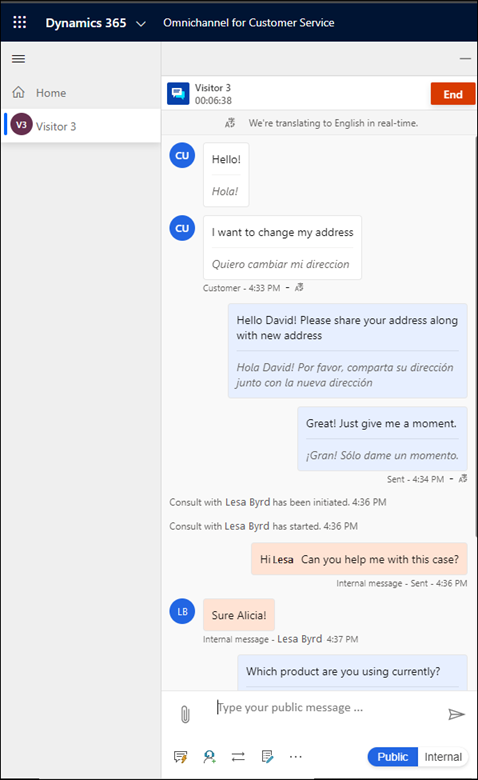 Dynamics 365
Omnichannel for Customer Service
Home
V3
Visitor 3
Visitor 3
00:06:38
End
We're translating to English in real-time.
CU
Hello!
Hola!
CU
I want to change my address
Quiero cambiar mi direccion
Customer - 4:33 PM -
Hello David! Please share your address along
with new address
Hola David! Por favor, comparta su dirección
junto con la nueva dirección
Great! Just give me a moment.
¡Gran! Sólo dame un momento.
Sent - 4:34 PM -
Consult with Lesa Byrd has been initiated. 4:36 PM
Consult with Lesa Byrd has started. 4:36 PM
Hi Lesa Can you help me with this case?
Internal message - Sent - 4:36 PM
LB
Sure Alicia!
Internal message - Lesa Byrd 4:37 PM
Which product are you using currently?
Type your public message ...
Public
Internal